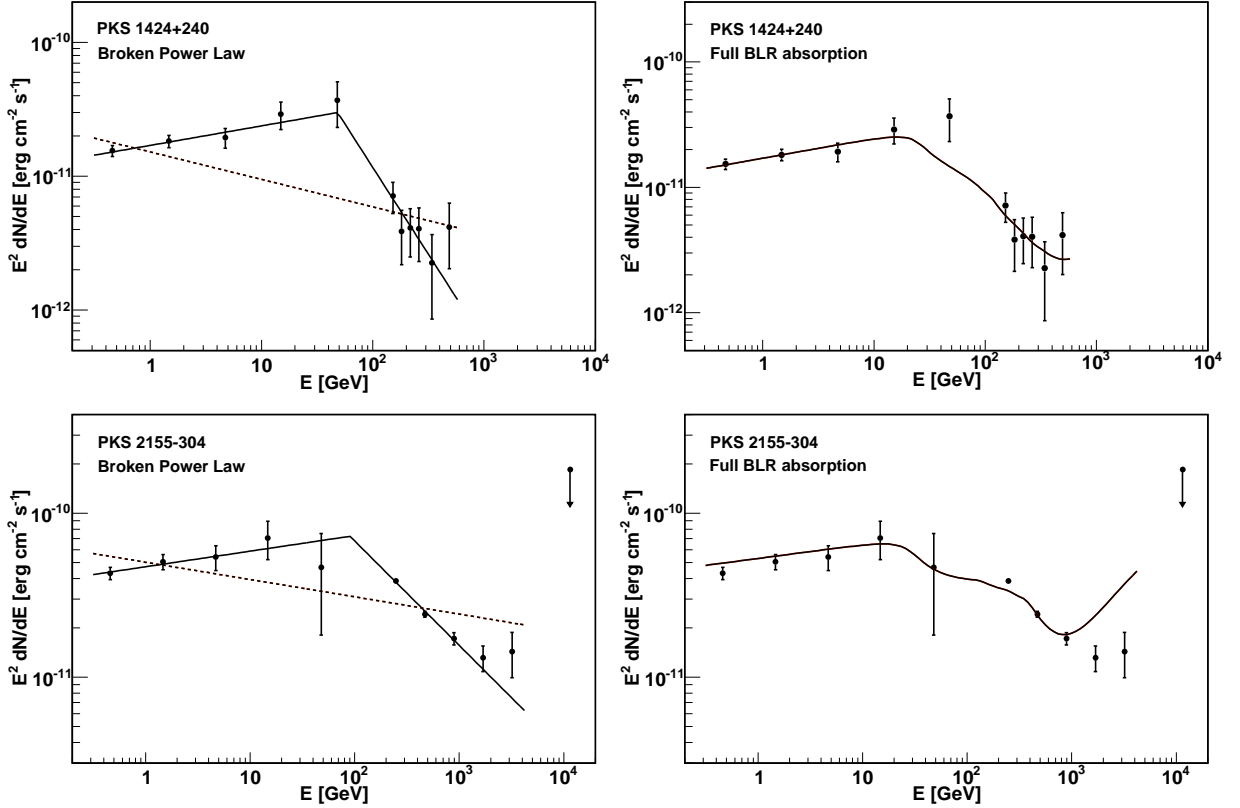 PKS 1424+240
Broken Power Law
E² dN/dE [erg cm⁻² s⁻¹]
10⁻¹⁰
10⁻¹¹
10⁻¹²
1 10 10² 10³ 10⁴
E [GeV]
PKS 1424+240
Full BLR absorption
E² dN/dE [erg cm⁻² s⁻¹]
10⁻¹⁰
10⁻¹¹
10⁻¹²
1 10 10² 10³ 10⁴
E [GeV]
PKS 2155-304
Broken Power Law
E² dN/dE [erg cm⁻² s⁻¹]
10⁻¹⁰
10⁻¹¹
1 10 10² 10³ 10⁴
E [GeV]
PKS 2155-304
Full BLR absorption
E² dN/dE [erg cm⁻² s⁻¹]
10⁻¹⁰
10⁻¹¹
1 10 10² 10³ 10⁴
E [GeV]